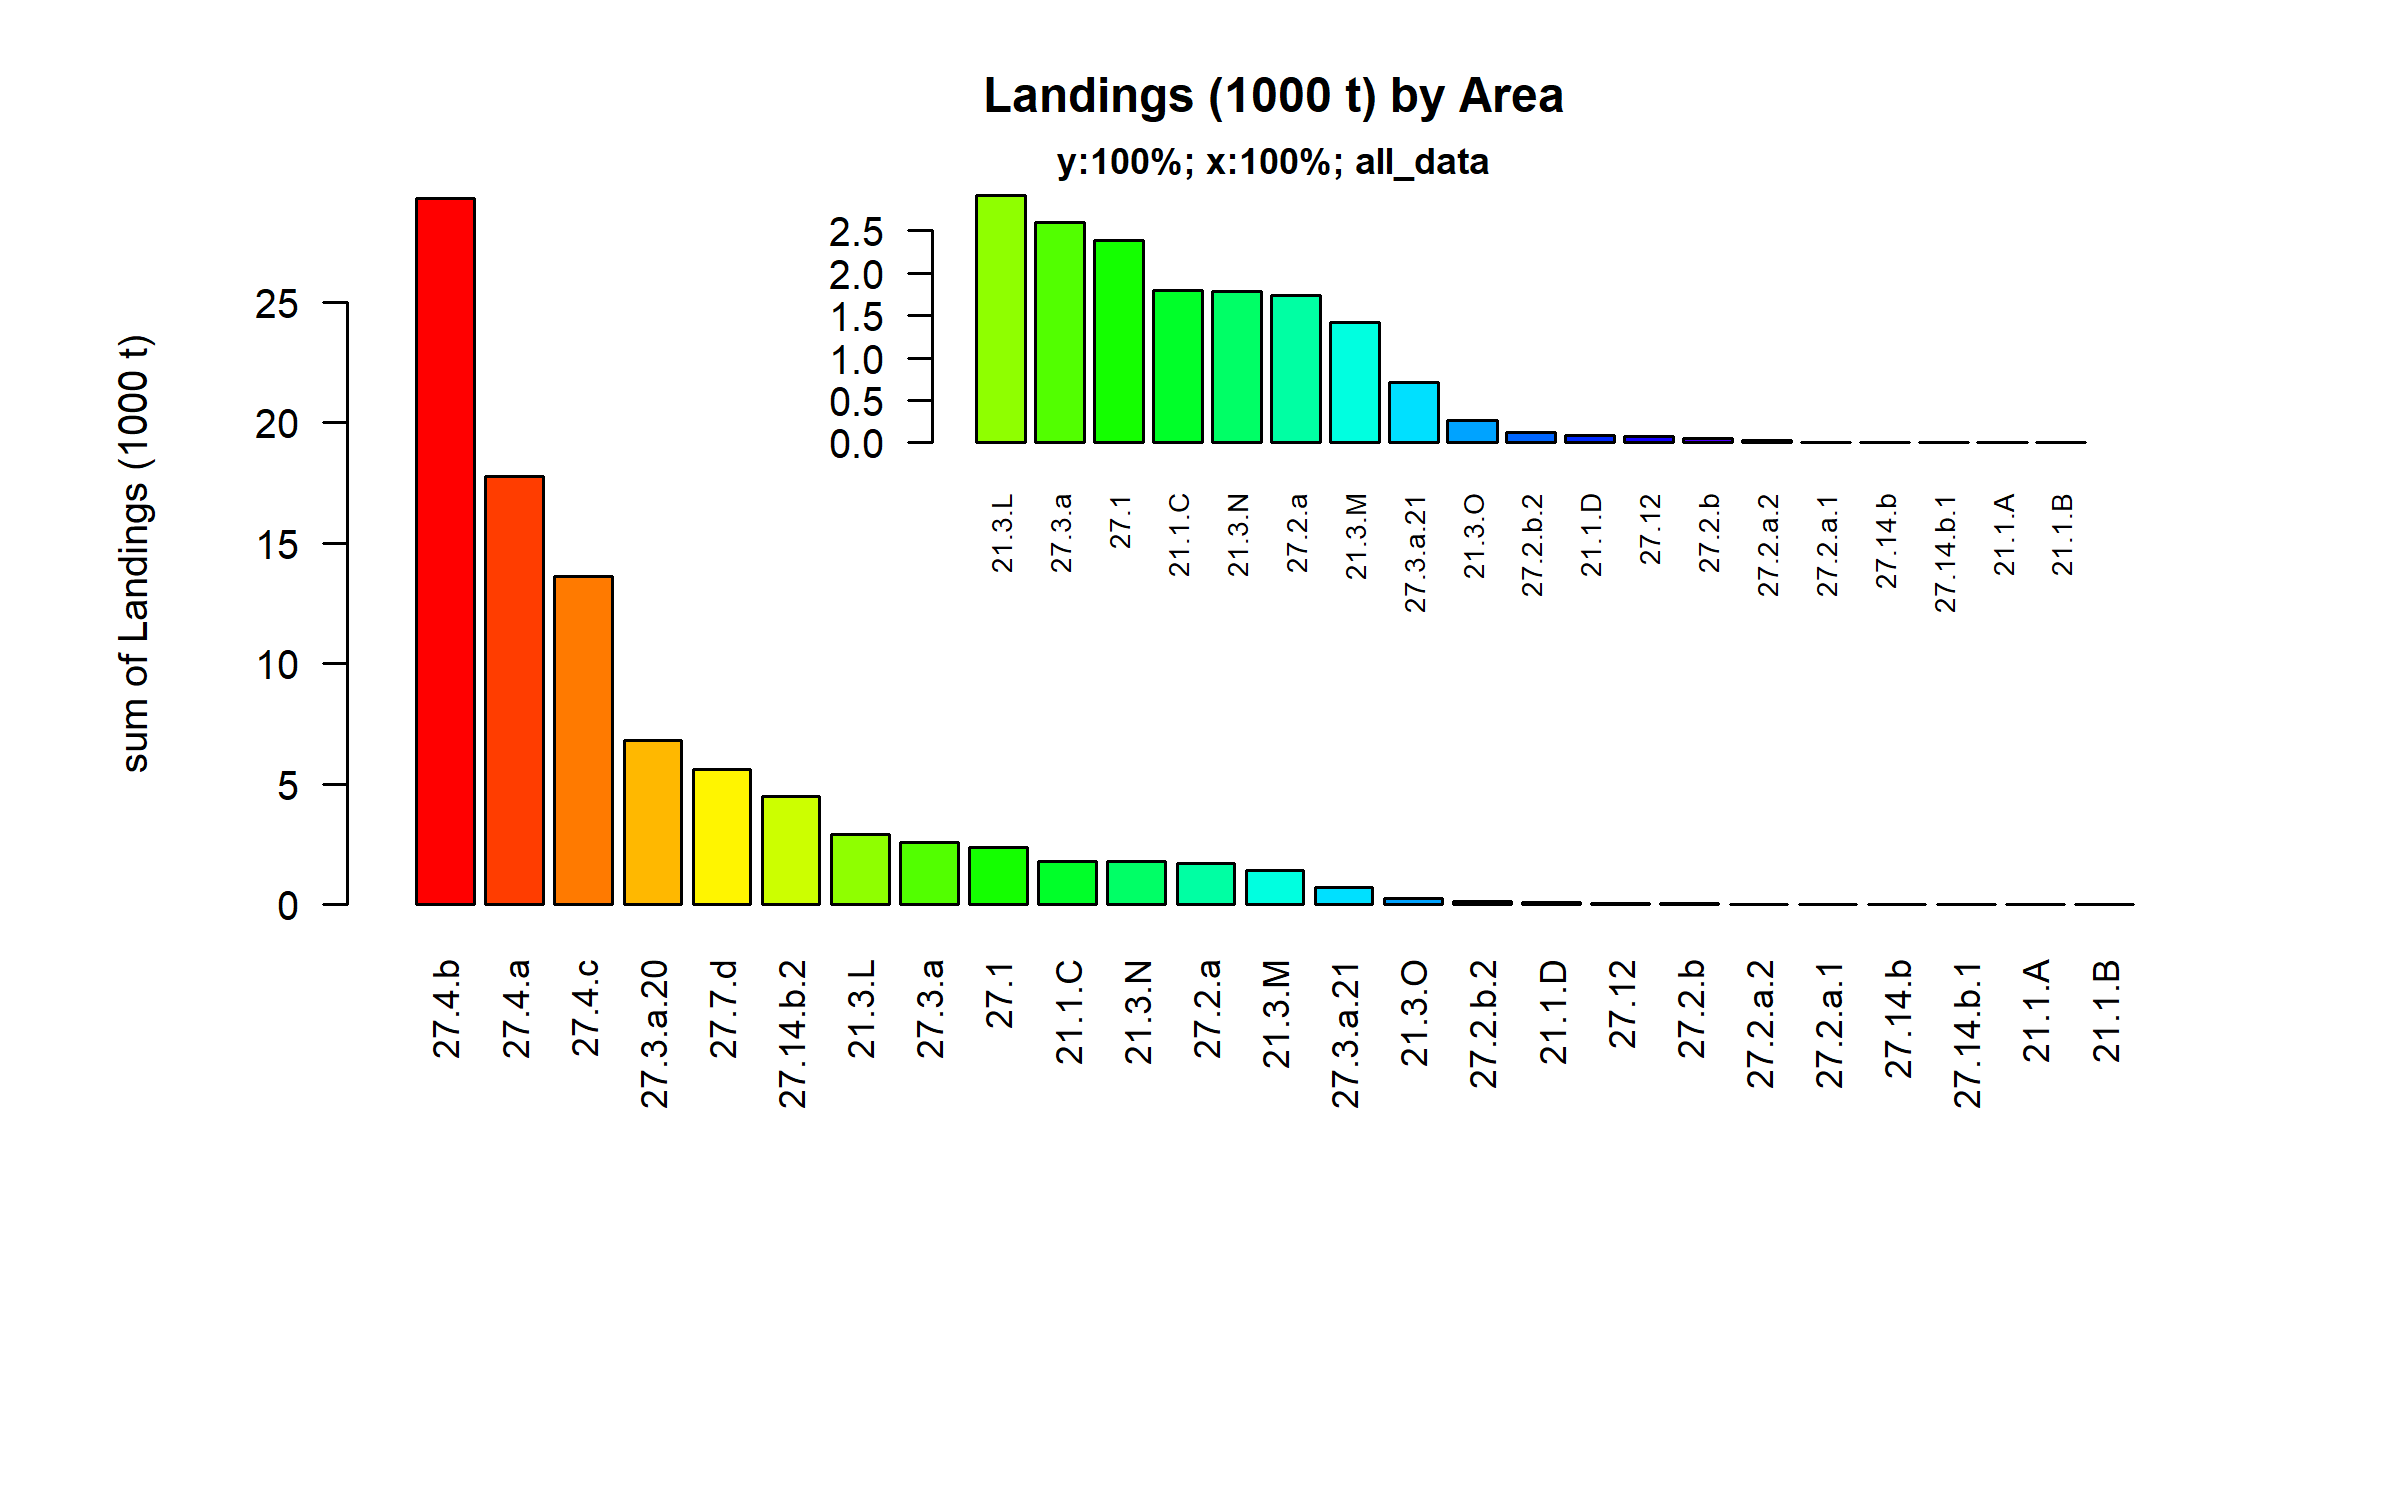 Landings (1000 t) by Area
y:100%; x:100%; all_data
sum of Landings (1000 t)
25
20
15
10
5
0
2.5
2.0
1.5
1.0
0.5
0.0
21.3.L
27.3.a
27.1
21.1.C
21.3.N
27.2.a
21.3.M
27.3.a.21
21.3.O
27.2.b.2
21.1.D
27.12
27.2.b
27.2.a.2
27.2.a.1
27.14.b
27.14.b.1
21.1.A
21.1.B
27.4.b
27.4.a
27.4.c
27.3.a.20
27.7.d
27.14.b.2
21.3.L
27.3.a
27.1
21.1.C
21.3.N
27.2.a
21.3.M
27.3.a.21
21.3.O
27.2.b.2
21.1.D
27.12
27.2.b
27.2.a.2
27.2.a.1
27.14.b
27.14.b.1
21.1.A
21.1.B